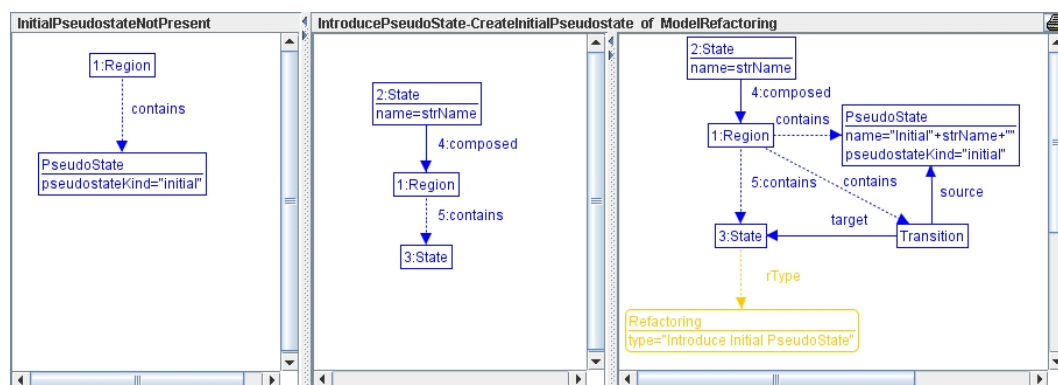 InitialPseudostateNotPresent
1:Region
contains
PseudoState
pseudostateKind="initial"
IntroducePseudoState-CreateInitialPseudostate of ModelRefactoring
2:State
name=strName
4:composed
1:Region
5:contains
3:State
2:State
name=strName
4:composed
contains
PseudoState
name="Initial"+strName+""
pseudostateKind="initial"
1:Region
5:contains
contains
source
target
3:State
Transition
rType
Refactoring
type="Introduce Initial PseudoState"